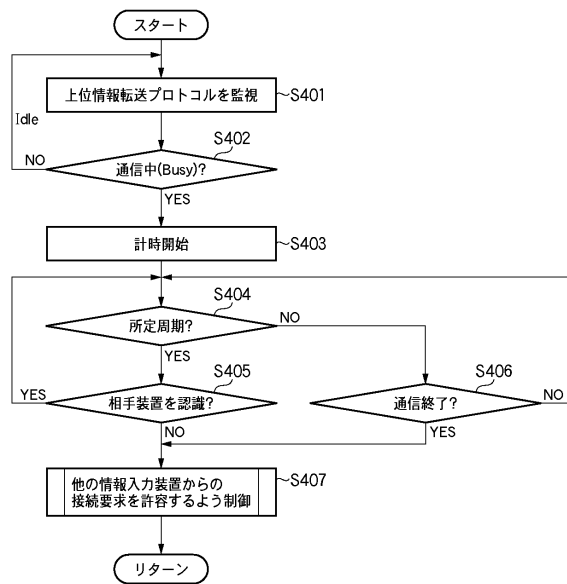 スタート
上位情報転送プロトコルを監視
S401
Idle
S402
NO
通信中(Busy)?
YES
計時開始
S403
S404
所定周期?
NO
YES
S405
S406
YES
相手装置を認識?
通信終了?
NO
NO
YES
他の情報入力装置からの
接続要求を許容するよう制御
S407
リターン